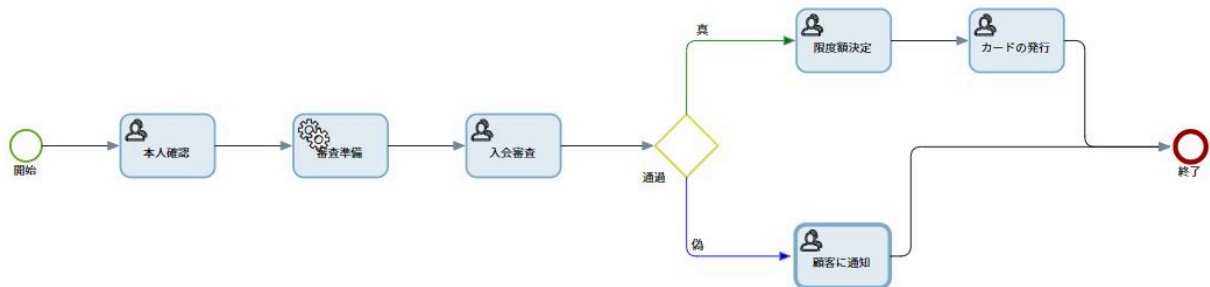 真
限度額決定
カードの発行
開始
本人確認
審査準備
入会審査
通過
終了
偽
顧客に通知